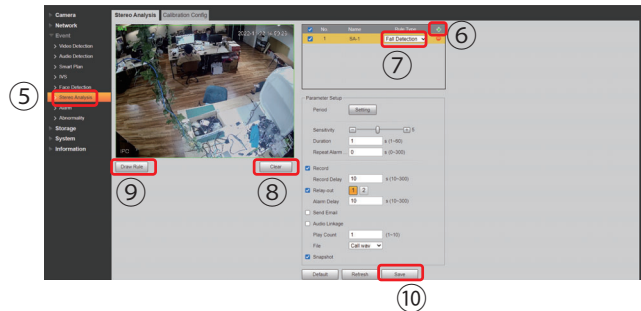 Camera
Network
Event
Video Detection
Audio Detection
Smart Plan
IVS
Face Detection
Stereo Analysis
Alarm
Abnormality
Storage
System
Information
Stereo Analysis
Calibration Config
IPC
Draw Rule
Clear
No. Name Rule Type
1 SA-1 Fall Detection
Parameter Setup
Period Setting
Sensitivity 5
Duration 1 s (1~50)
Repeat Alarm 0 s (0~300)
Record
Record Delay 10 s (10~300)
Relay-out 1 2
Alarm Delay 10 s (10~300)
Send Email
Audio Linkage
Play Count 1 (1~10)
File Call wav
Snapshot
Default Refresh Save
⑤
⑥
⑦
⑧
⑨
⑩